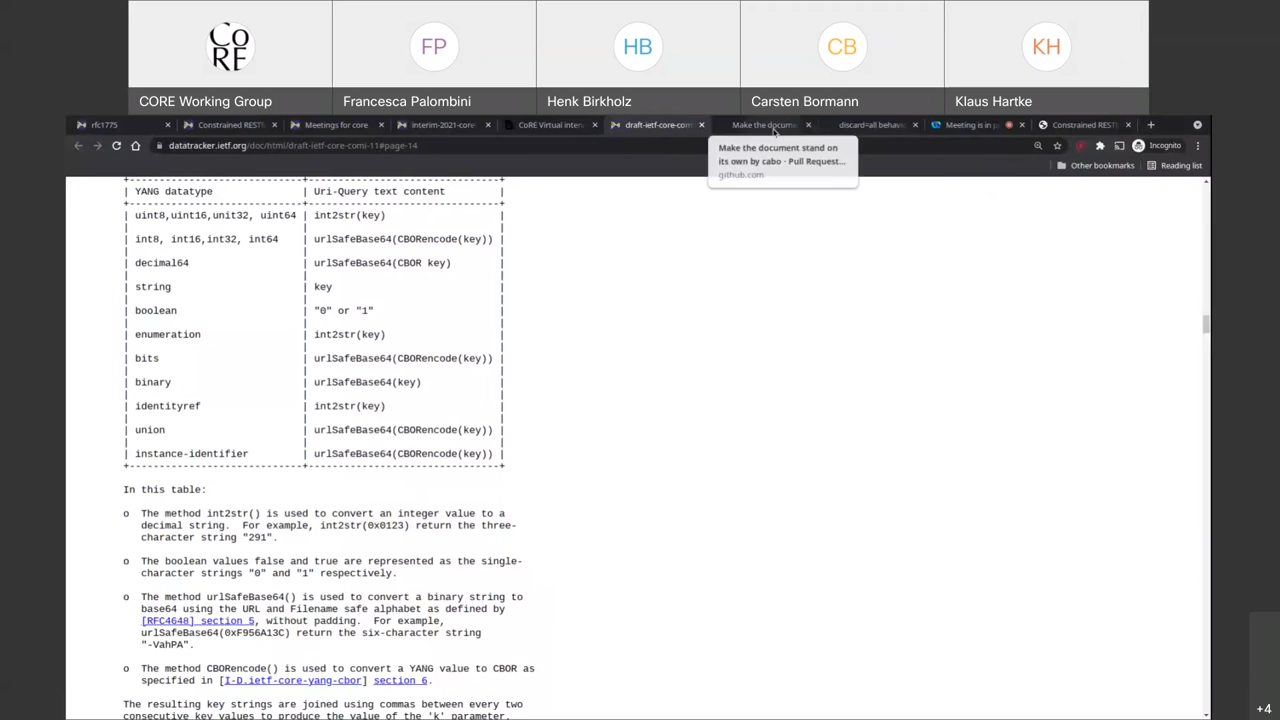 CO
RE
FP
HB
CB
KH
CORE Working Group
Francesca Palombini
Henk Birkholz
Carsten Bormann
Klaus Hartke
rfc1775
Constrained REST
Meetings for core
interim-2021-core
CoRE Virtual Inter
draft-ietf-core-com
Make the docume
discard=all behavio
Meeting is in p
Constrained REST
datatracker.ietf.org/doc/html/draft-ietf-core-comi-11#page-14
Incognito
Other bookmarks
Reading list
Make the document stand on
its own by cabo · Pull Request...
github.com
| YANG datatype | Uri-Query text content |
| uint8,uint16,unit32, uint64 | int2str(key) |
| int8, int16,int32, int64 | urlSafeBase64(CBORencode(key)) |
| decimal64 | urlSafeBase64(CBOR key) |
| string | key |
| boolean | "0" or "1" |
| enumeration | int2str(key) |
| bits | urlSafeBase64(CBORencode(key)) |
| binary | urlSafeBase64(key) |
| identityref | int2str(key) |
| union | urlSafeBase64(CBORencode(key)) |
| instance-identifier | urlSafeBase64(CBORencode(key)) |
In this table:
o The method int2str() is used to convert an integer value to a
decimal string. For example, int2str(0x0123) return the three-
character string "291".
o The boolean values false and true are represented as the single-
character strings "0" and "1" respectively.
o The method urlSafeBase64() is used to convert a binary string to
base64 using the URL and Filename safe alphabet as defined by
[RFC4648] section 5, without padding. For example,
urlSafeBase64(0xF956A13C) return the six-character string
"-VahPA".
o The method CBORencode() is used to convert a YANG value to CBOR as
specified in [I-D.ietf-core-yang-cbor] section 6.
The resulting key strings are joined using commas between every two
consecutive key values to produce the value of the 'k' parameter.
+4